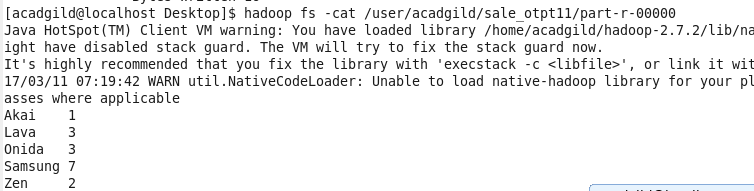 [acadgild@localhost Desktop]$ hadoop fs -cat /user/acadgild/sale_otpt11/part-r-00000
Java HotSpot(TM) Client VM warning: You have loaded library /home/acadgild/hadoop-2.7.2/lib/na
ight have disabled stack guard. The VM will try to fix the stack guard now.
It's highly recommended that you fix the library with 'execstack -c <libfile>', or link it wit
17/03/11 07:19:42 WARN util.NativeCodeLoader: Unable to load native-hadoop library for your pl
asses where applicable
Akai 1
Lava 3
Onida 3
Samsung 7
Zen 2